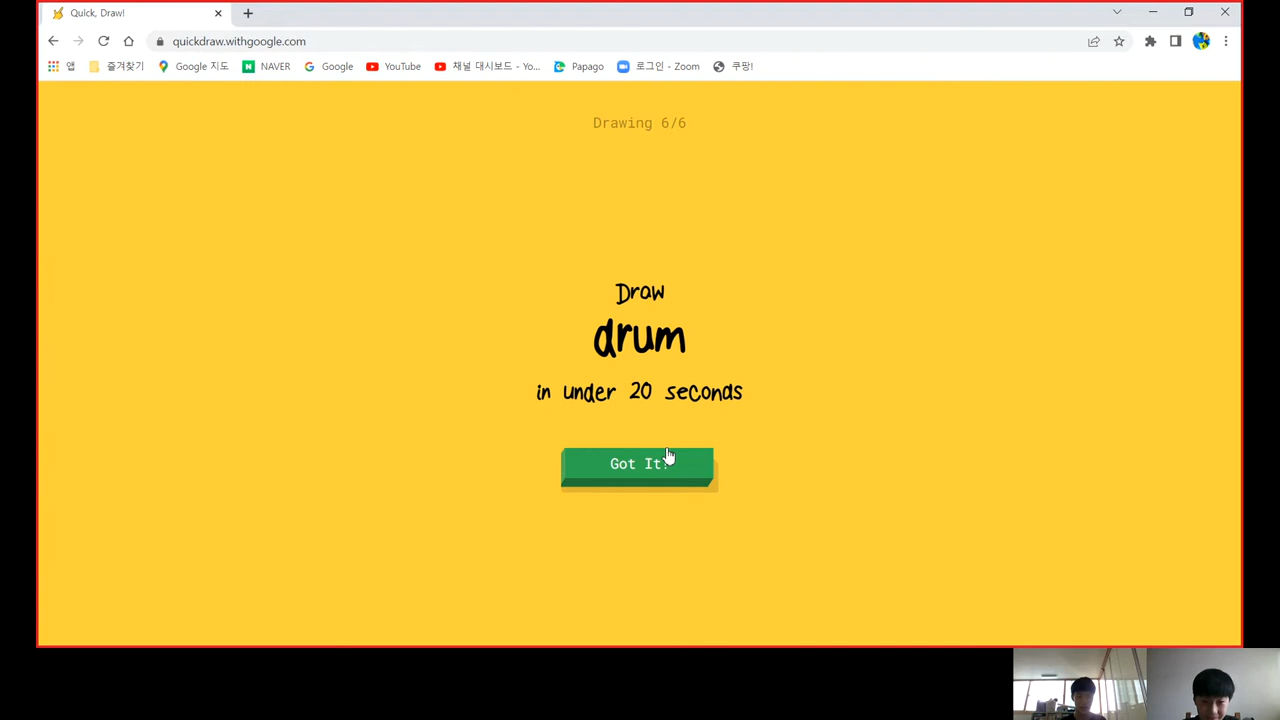 Quick, Draw!
quickdraw.withgoogle.com
앱 즐겨찾기 Google 지도 NAVER Google YouTube 채널 대시보드 - Yo... Papago 로그인 - Zoom 쿠팡!
Drawing 6/6
Draw
drum
in under 20 seconds
Got It!